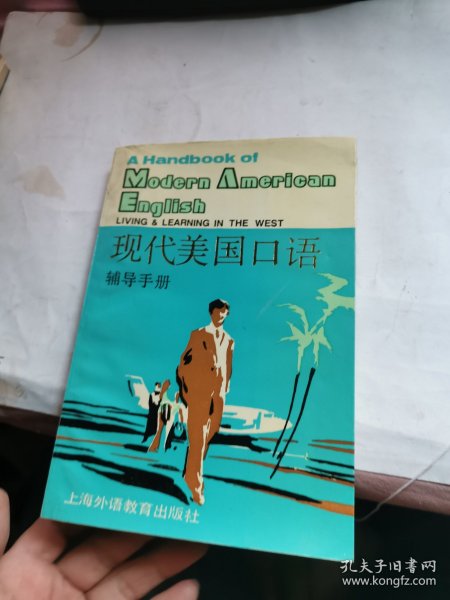 A Handbook of
Modern American
English
LIVING & LEARNING IN THE WEST
现代美国口语
辅导手册
上海外语教育出版社
孔夫子旧书网
www.kongfz.com